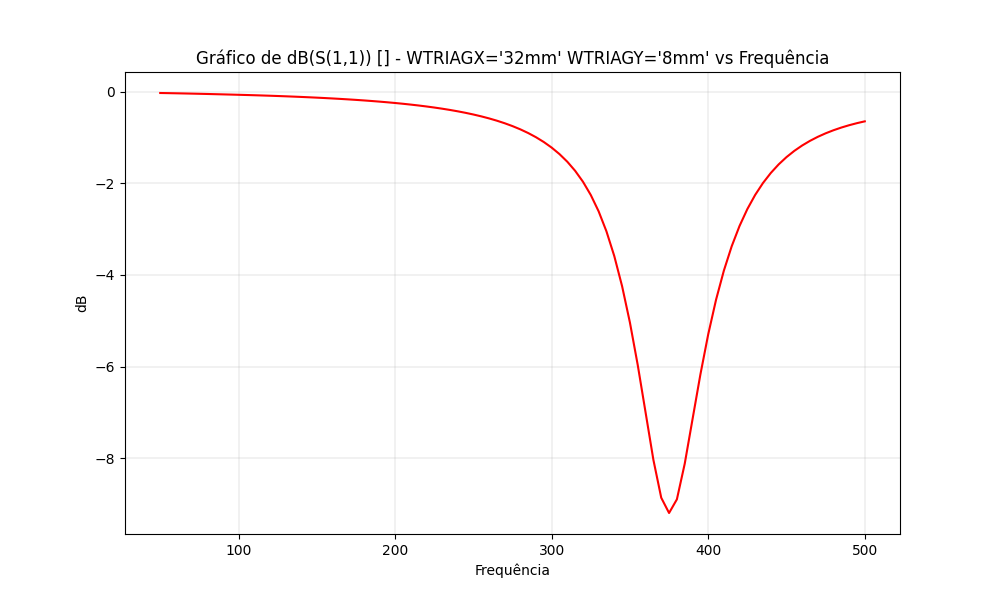 Gráfico de dB(S(1,1)) [] - WTRIAGX='32mm' WTRIAGY='8mm' vs Frequência
0
−2
−4
−6
−8
dB
100 200 300 400 500
Frequência